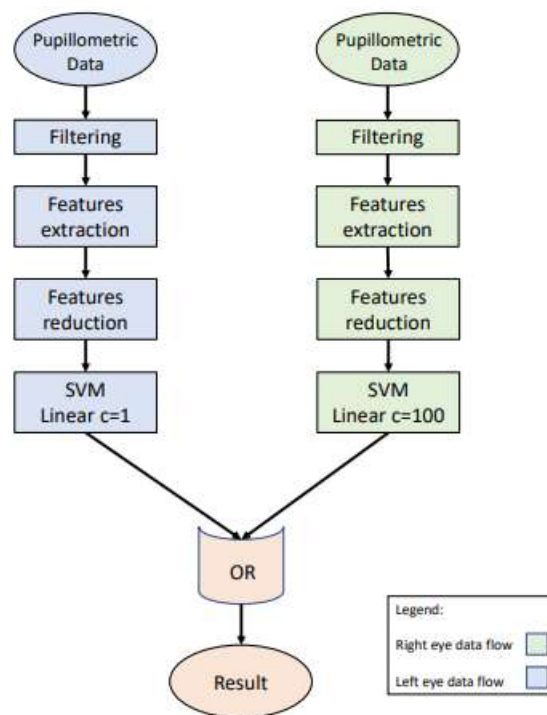 Pupillometric
Data
Filtering
Features
extraction
Features
reduction
SVM
Linear c=1
Pupillometric
Data
Filtering
Features
extraction
Features
reduction
SVM
Linear c=100
OR
Result
Legend:
Right eye data flow
Left eye data flow